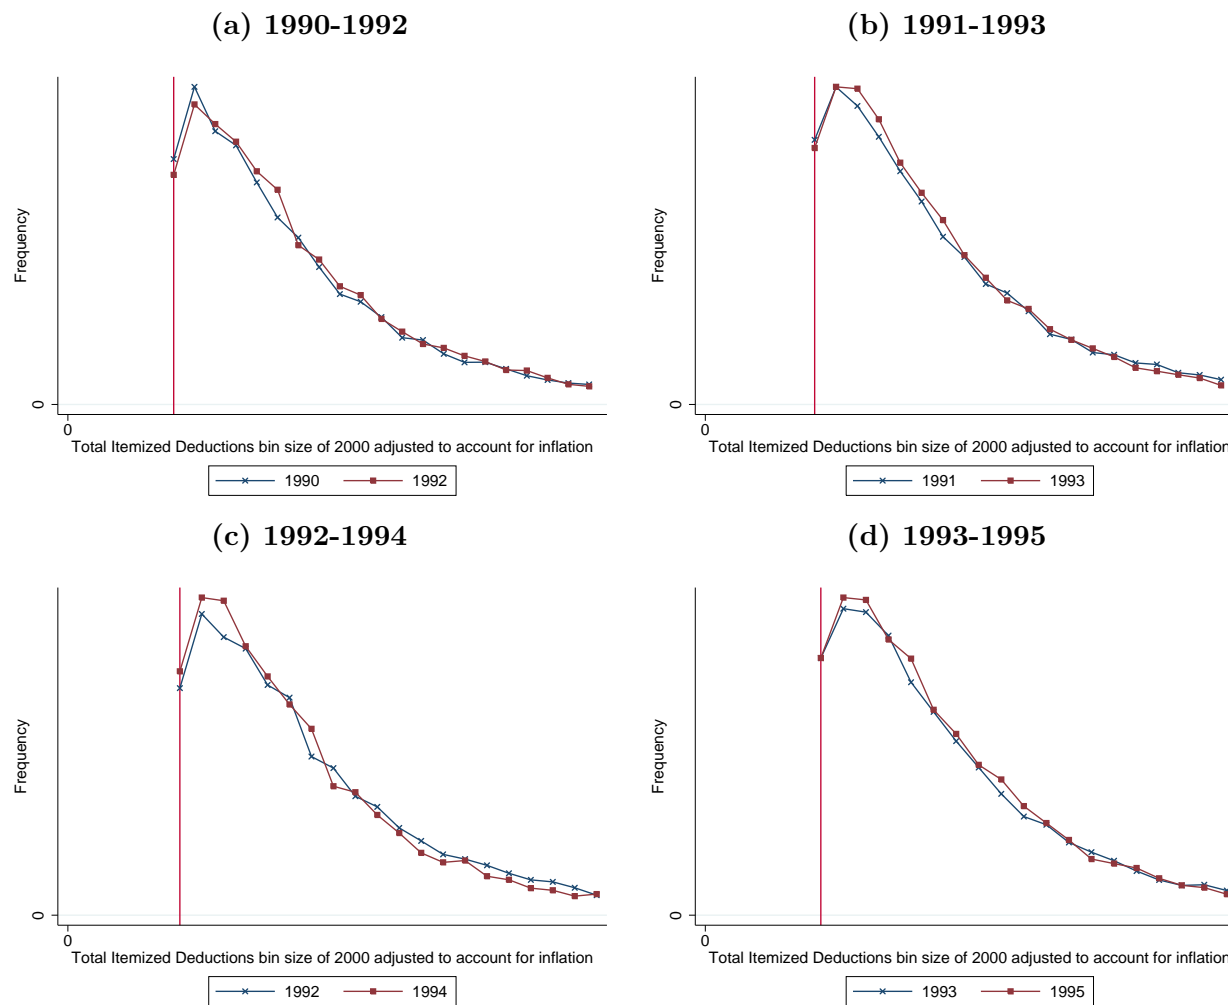 (a) 1990-1992
Frequency
0
0
Total Itemized Deductions bin size of 2000 adjusted to account for inflation
1990 1992
(b) 1991-1993
Frequency
0
0
Total Itemized Deductions bin size of 2000 adjusted to account for inflation
1991 1993
(c) 1992-1994
Frequency
0
0
Total Itemized Deductions bin size of 2000 adjusted to account for inflation
1992 1994
(d) 1993-1995
Frequency
0
0
Total Itemized Deductions bin size of 2000 adjusted to account for inflation
1993 1995